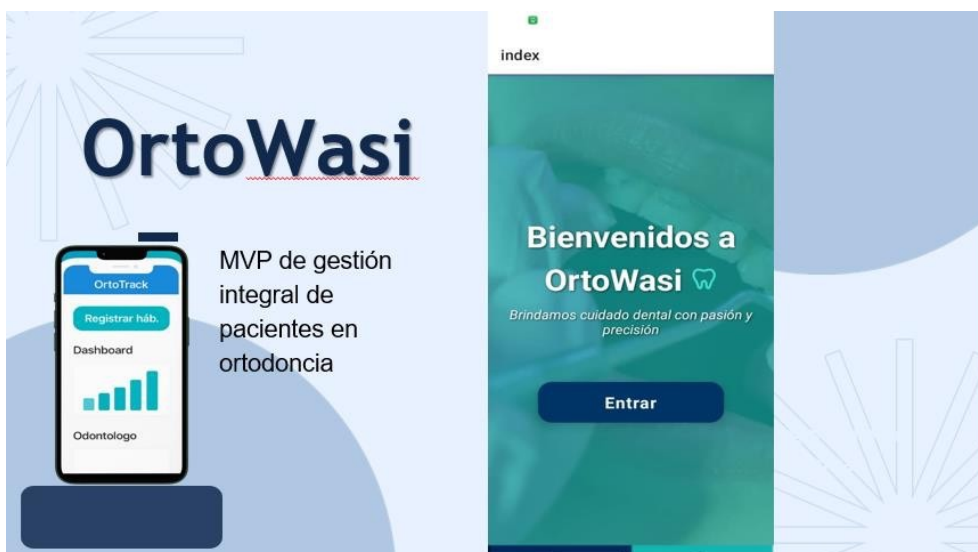 OrtoWasi
MVP de gestión
integral de
pacientes en
ortodoncia
OrtoTrack
Registrar háb.
Dashboard
Odontologo
index
Bienvenidos a
OrtoWasi
Brindamos cuidado dental con pasión y
precisión
Entrar